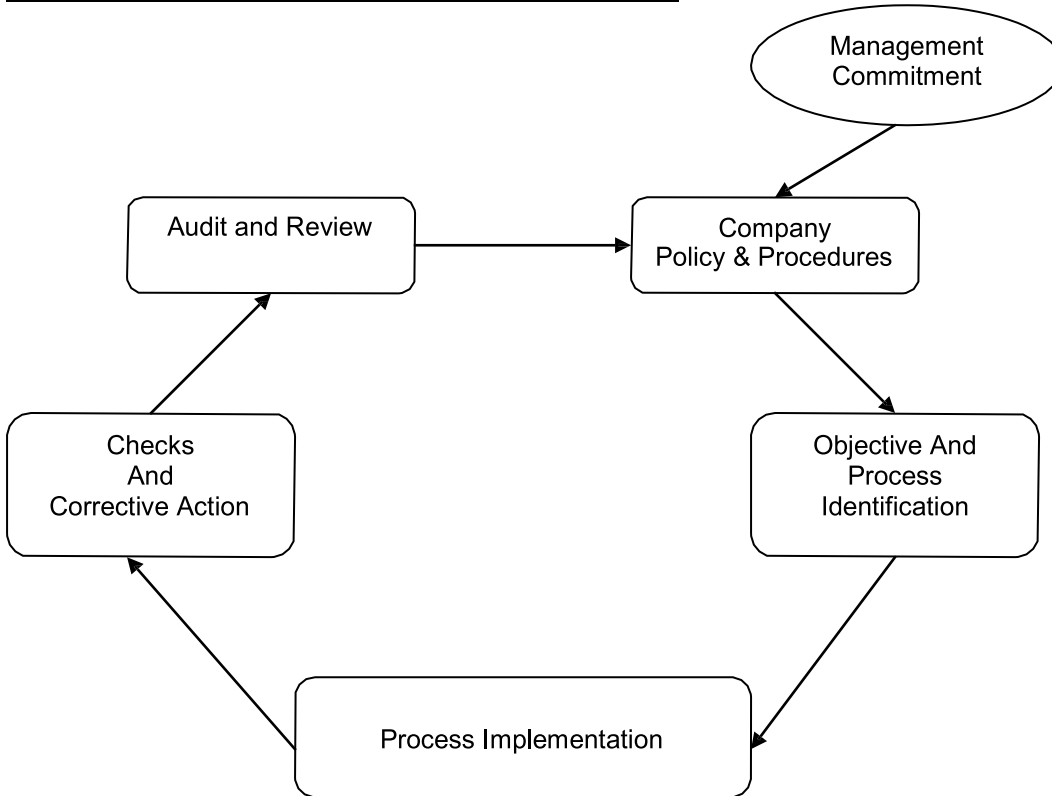 Management
Commitment
Audit and Review
Company
Policy & Procedures
Checks
And
Corrective Action
Objective And
Process
Identification
Process Implementation